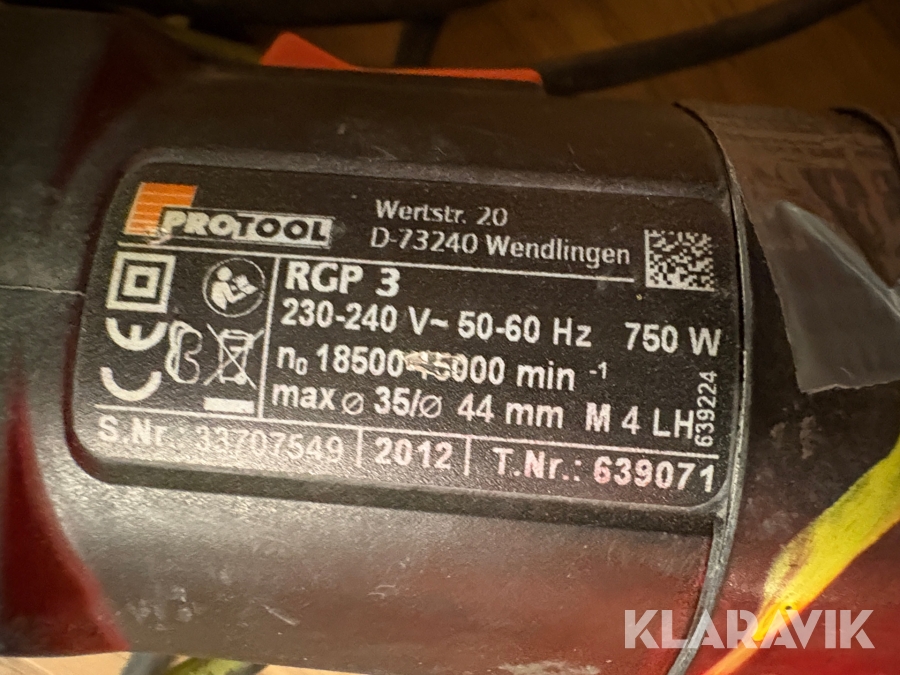 PROTOOL
Wertstr. 20
D-73240 Wendlingen
RGP 3
230-240 V~ 50-60 Hz 750 W
n₀ 18500-45000 min -1
max ⌀ 35/⌀ 44 mm M 4 LH
639224
CE
S.Nr.: 33707549 | 2012 | T.Nr.: 639071
KLARAVIK